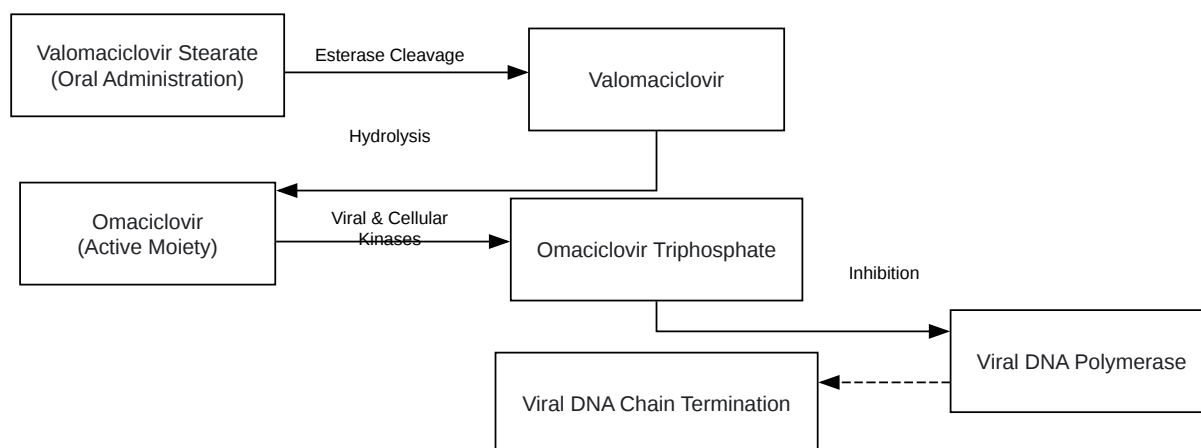 Valomaciclovir Stearate
(Oral Administration)
Esterase Cleavage
Valomaciclovir
Hydrolysis
Omaciclovir
(Active Moiety)
Viral & Cellular
Kinases
Omaciclovir Triphosphate
Inhibition
Viral DNA Polymerase
Viral DNA Chain Termination